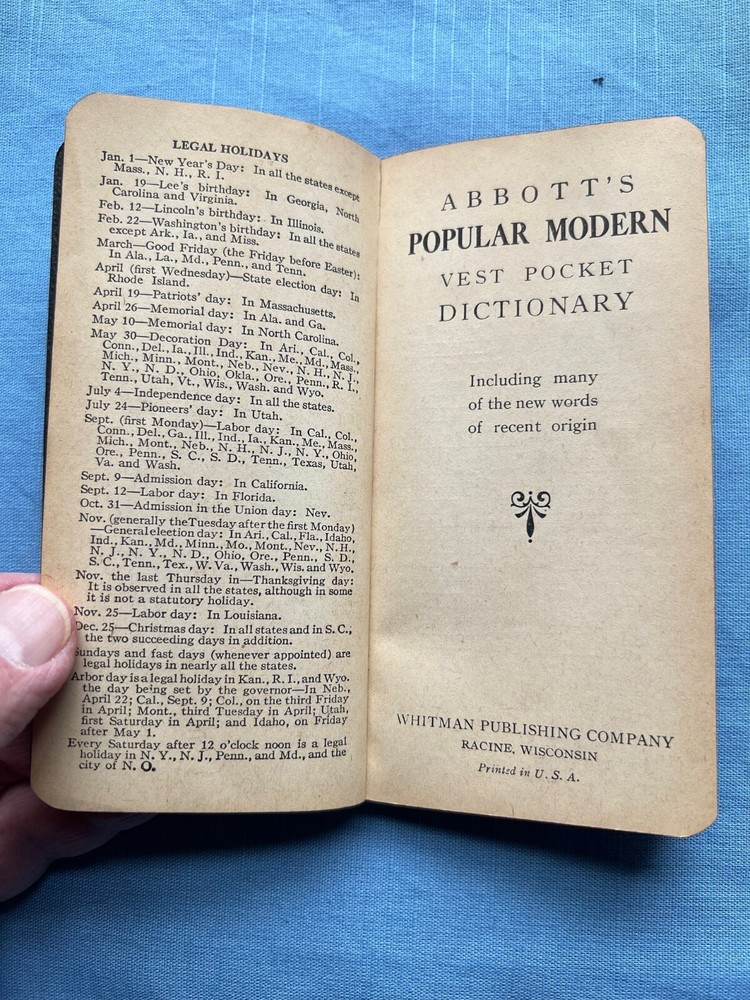 LEGAL HOLIDAYS
Jan. 1—New Year's Day: In all the states except
Mass., N. H., R. I.
Jan. 19—Lee's birthday: In Georgia, North
Carolina and Virginia.
Feb. 12—Lincoln's birthday: In Illinois.
Feb. 22—Washington's birthday: In all the states
except Ark., Ia., and Miss.
March—Good Friday (the Friday before Easter):
In Ala., La., Md., Penn., and Tenn.
April (first Wednesday)—State election day: In
Rhode Island.
April 19—Patriots' day: In Massachusetts.
April 26—Memorial day: In Ala. and Ga.
May 10—Memorial day: In North Carolina.
May 30—Decoration Day: In Ari., Cal., Col.,
Conn., Del., Ia., Ill., Ind., Kan., Me., Md., Mass.,
Mich., Minn., Mont., Neb., Nev., N. H., N. J.,
N. Y., N. D., Ohio, Okla., Ore., Penn., R. I.,
Tenn., Utah, Vt., Wis., Wash. and Wyo.
July 4—Independence day: In all the states.
July 24—Pioneers' day: In Utah.
Sept. (first Monday)—Labor day: In Cal., Col.,
Conn., Del., Ga., Ill., Ind., Ia., Kan., Me., Mass.,
Mich., Mont., Neb., N. H., N. J., N. Y., Ohio,
Ore., Penn., S. C., S. D., Tenn., Texas, Utah,
Va. and Wash.
Sept. 9—Admission day: In California.
Sept. 12—Labor day: In Florida.
Oct. 31—Admission in the Union day: Nev.
Nov. (generally the Tuesday after the first Monday)
—General election day: In Ari., Cal., Fla., Idaho,
Ind., Kan., Md., Minn., Mo., Mont., Nev., N. H.,
N. J., N. Y., N. D., Ohio, Ore., Penn., S. D.,
S. C., Tenn., Tex., W. Va., Wash., Wis. and Wyo.
Nov. the last Thursday in—Thanksgiving day:
It is observed in all the states, although in some
it is not a statutory holiday.
Nov. 25—Labor day: In Louisiana.
Dec. 25—Christmas day: In all states and in S. C.,
the two succeeding days in addition.
Sundays and fast days (whenever appointed) are
legal holidays in nearly all the states.
Arbor day is a legal holiday in Kan., R. I., and Wyo.
the day being set by the governor—In Neb.,
April 22; Cal., Sept. 9; Col., on the third Friday
in April; Mont., third Tuesday in April; Utah,
first Saturday in April; and Idaho, on Friday
after May 1.
Every Saturday after 12 o'clock noon is a legal
holiday in N. Y., N. J., Penn., and Md., and the
city of N. O.
ABBOTT'S
POPULAR MODERN
VEST POCKET
DICTIONARY
Including many
of the new words
of recent origin
WHITMAN PUBLISHING COMPANY
RACINE, WISCONSIN
Printed in U. S. A.